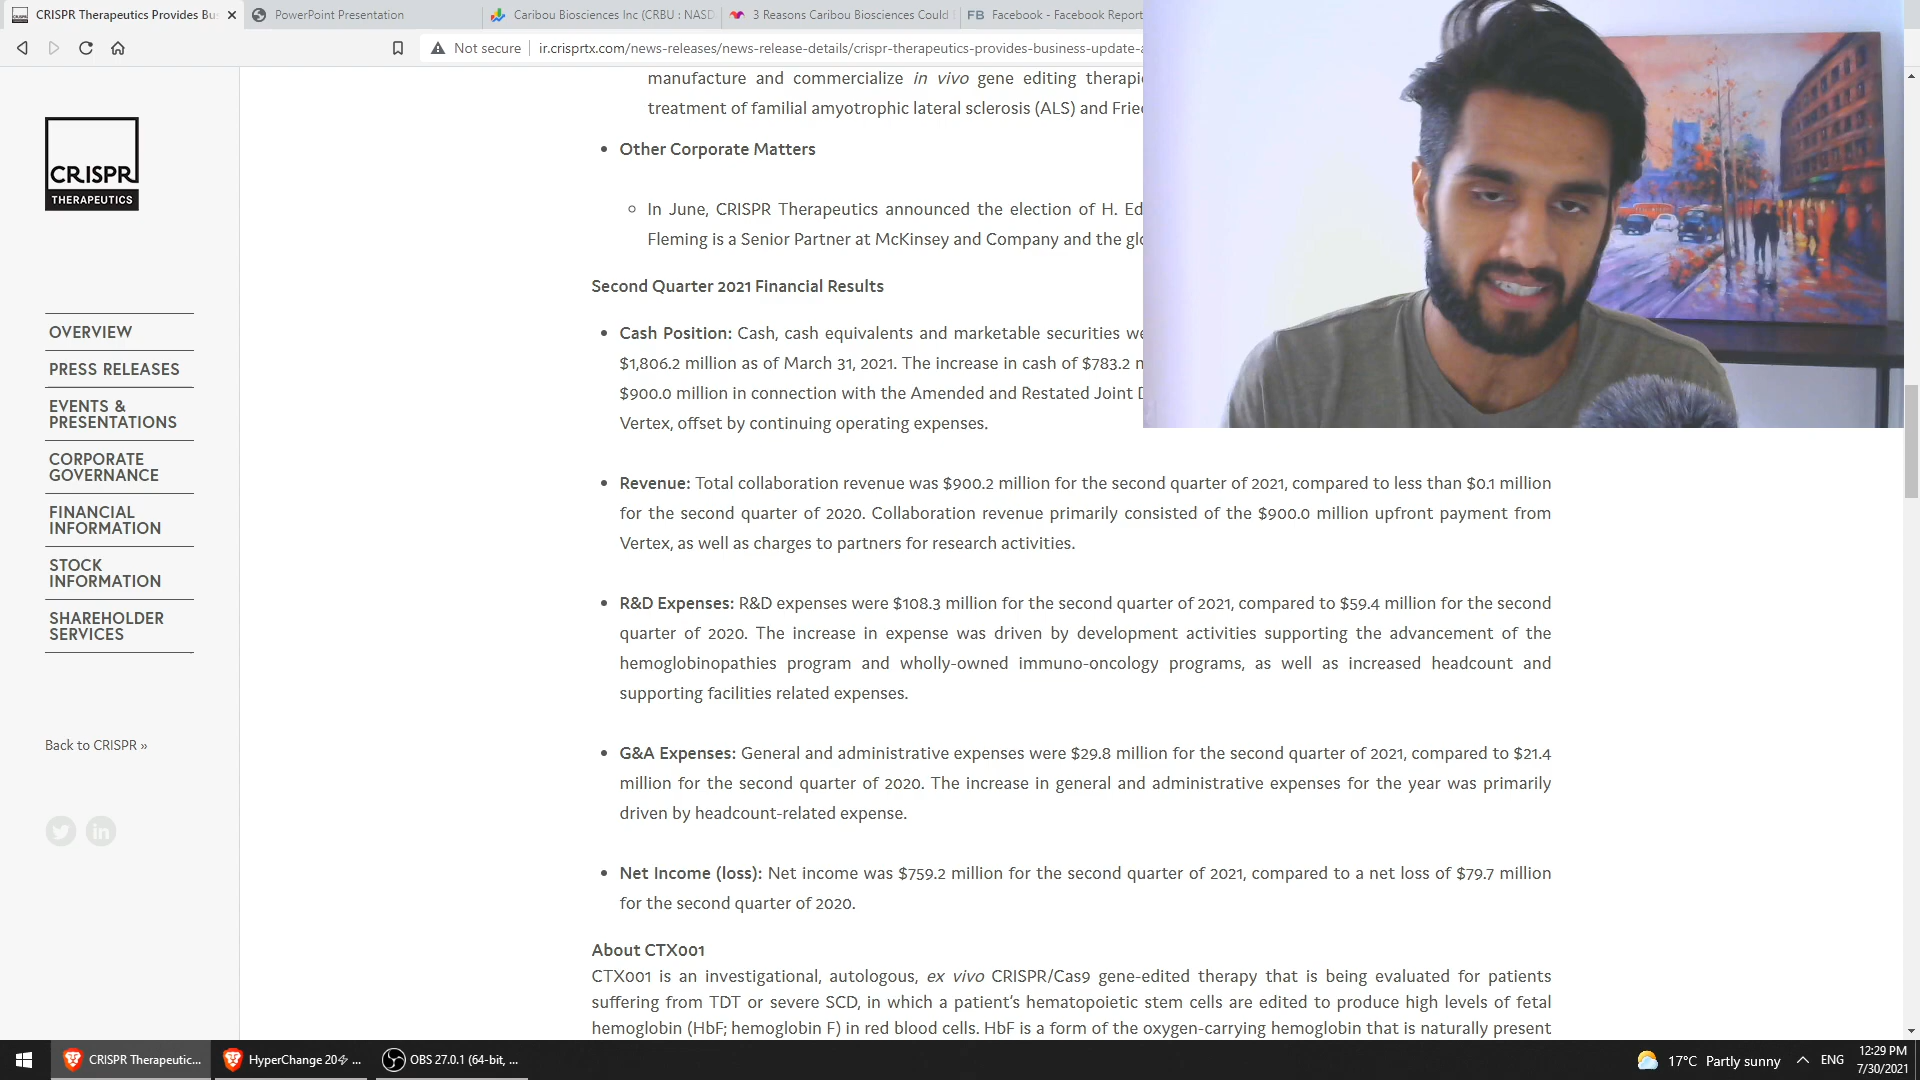 CRISPR Therapeutics Provides Bu
PowerPoint Presentation
Caribou Biosciences Inc (CRBU : NASD
3 Reasons Caribou Biosciences Could
FB Facebook - Facebook Report
Not secure
ir.crisprtx.com/news-releases/news-release-details/crispr-therapeutics-provides-business-update-a
CRISPR
THERAPEUTICS
OVERVIEW
PRESS RELEASES
EVENTS &
PRESENTATIONS
CORPORATE
GOVERNANCE
FINANCIAL
INFORMATION
STOCK
INFORMATION
SHAREHOLDER
SERVICES
Back to CRISPR »
manufacture and commercialize in vivo gene editing therapi
treatment of familial amyotrophic lateral sclerosis (ALS) and Frie
• Other Corporate Matters
In June, CRISPR Therapeutics announced the election of H. Ed
Fleming is a Senior Partner at McKinsey and Company and the glo
Second Quarter 2021 Financial Results
• Cash Position: Cash, cash equivalents and marketable securities we
$1,806.2 million as of March 31, 2021. The increase in cash of $783.2 m
$900.0 million in connection with the Amended and Restated Joint D
Vertex, offset by continuing operating expenses.
• Revenue: Total collaboration revenue was $900.2 million for the second quarter of 2021, compared to less than $0.1 million
for the second quarter of 2020. Collaboration revenue primarily consisted of the $900.0 million upfront payment from
Vertex, as well as charges to partners for research activities.
• R&D Expenses: R&D expenses were $108.3 million for the second quarter of 2021, compared to $59.4 million for the second
quarter of 2020. The increase in expense was driven by development activities supporting the advancement of the
hemoglobinopathies program and wholly-owned immuno-oncology programs, as well as increased headcount and
supporting facilities related expenses.
• G&A Expenses: General and administrative expenses were $29.8 million for the second quarter of 2021, compared to $21.4
million for the second quarter of 2020. The increase in general and administrative expenses for the year was primarily
driven by headcount-related expense.
• Net Income (loss): Net income was $759.2 million for the second quarter of 2021, compared to a net loss of $79.7 million
for the second quarter of 2020.
About CTX001
CTX001 is an investigational, autologous, ex vivo CRISPR/Cas9 gene-edited therapy that is being evaluated for patients
suffering from TDT or severe SCD, in which a patient's hematopoietic stem cells are edited to produce high levels of fetal
hemoglobin (HbF; hemoglobin F) in red blood cells. HbF is a form of the oxygen-carrying hemoglobin that is naturally present
CRISPR Therapeutic...
HyperChange 20⚡ ...
OBS 27.0.1 (64-bit, ...
17°C Partly sunny
ENG
12:29 PM
7/30/2021